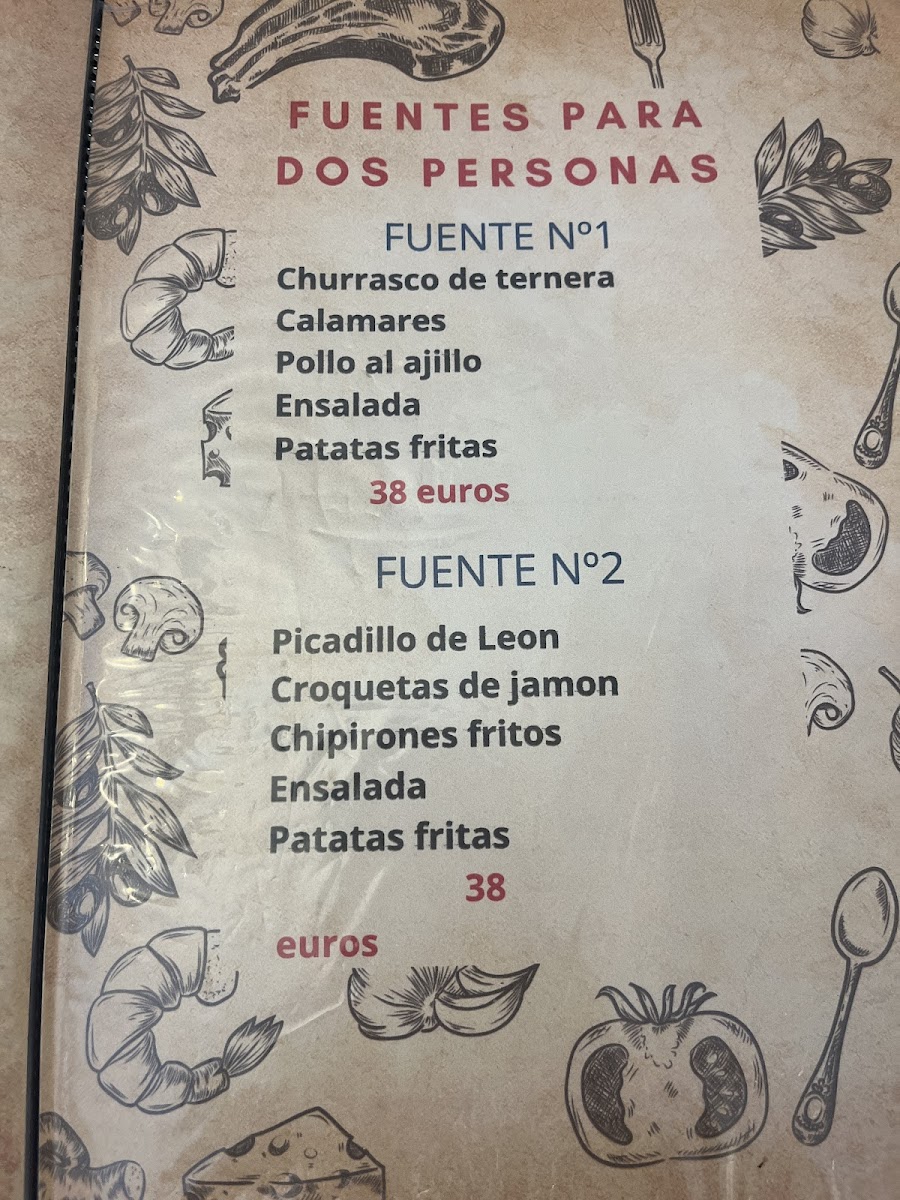 FUENTES PARA
DOS PERSONAS
FUENTE Nº1
Churrasco de ternera
Calamares
Pollo al ajillo
Ensalada
Patatas fritas
38 euros
FUENTE Nº2
Picadillo de Leon
Croquetas de jamon
Chipirones fritos
Ensalada
Patatas fritas
38
euros